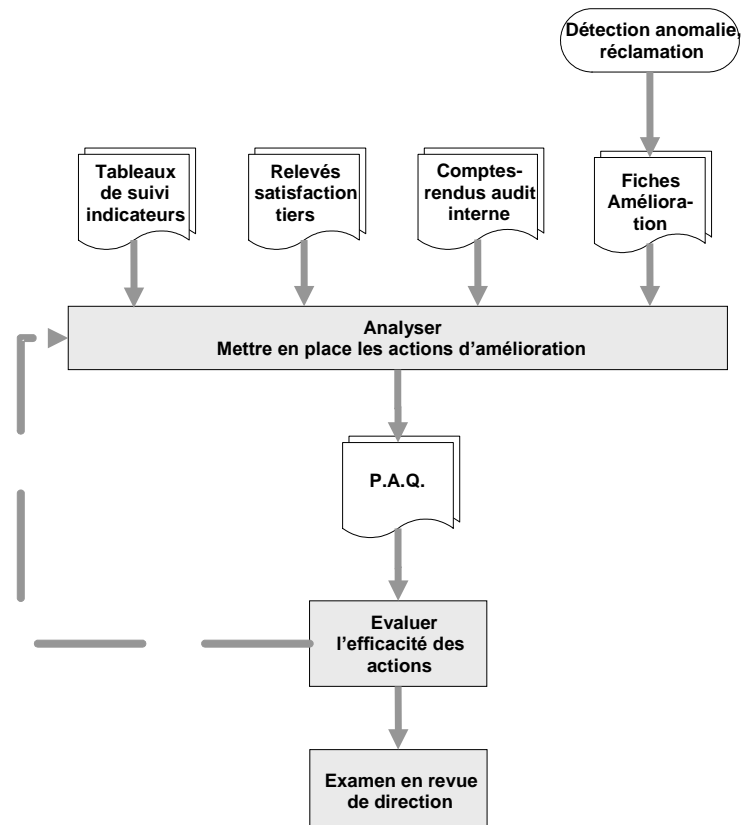 Détection anomalie,
réclamation
Tableaux
de suivi
indicateurs
Relevés
satisfaction
tiers
Comptes-
rendus audit
interne
Fiches
Améliora-
tion
Analyser
Mettre en place les actions d’amélioration
P.A.Q.
Evaluer
l’efficacité des
actions
Examen en revue
de direction